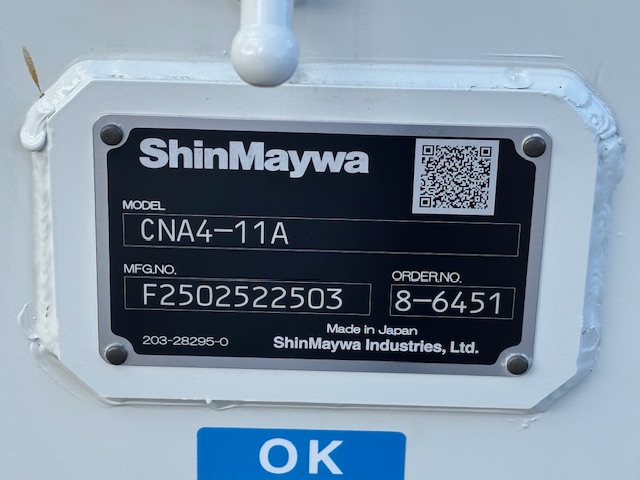 ShinMaywa
MODEL
CNA4-11A
MFG.NO. ORDER.NO.
F2502522503 8-6451
203-28295-0 Made in Japan
ShinMaywa Industries, Ltd.
OK